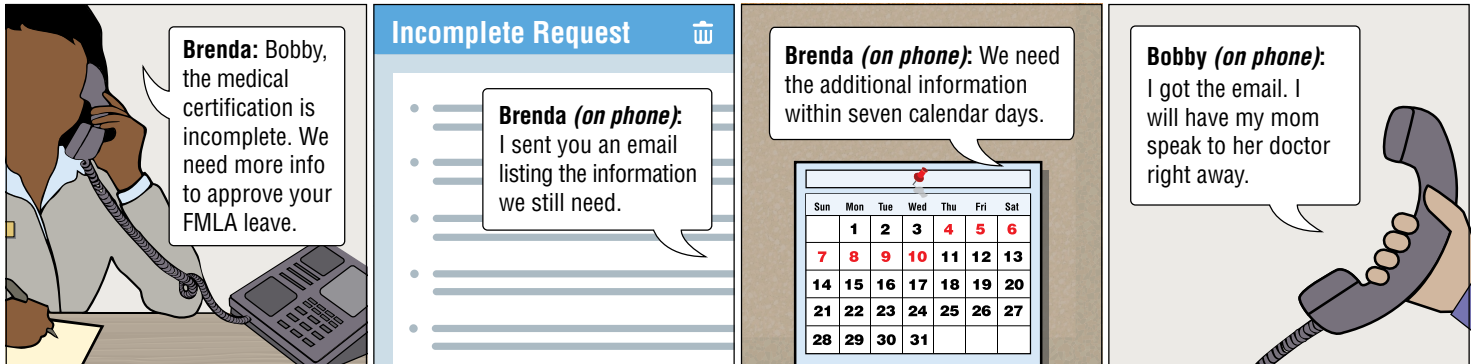 Brenda: Bobby,
the medical
certification is
incomplete. We
need more info
to approve your
FMLA leave.
Incomplete Request
Brenda (on phone):
I sent you an email
listing the information
we still need.
Brenda (on phone): We need
the additional information
within seven calendar days.
Sun Mon Tue Wed Thu Fri Sat
1 2 3 4 5 6
7 8 9 10 11 12 13
14 15 16 17 18 19 20
21 22 23 24 25 26 27
28 29 30 31
Bobby (on phone):
I got the email. I
will have my mom
speak to her doctor
right away.